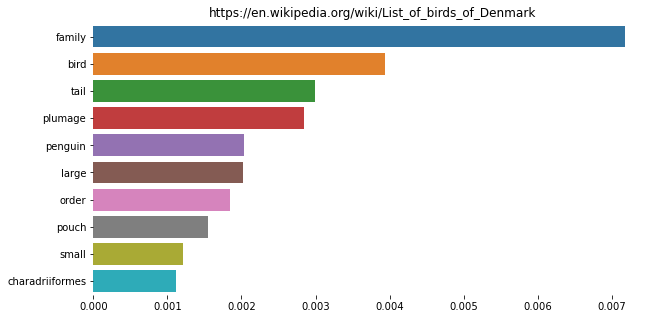 https://en.wikipedia.org/wiki/List_of_birds_of_Denmark
family
bird
tail
plumage
penguin
large
order
pouch
small
charadriiformes
0.000 0.001 0.002 0.003 0.004 0.005 0.006 0.007